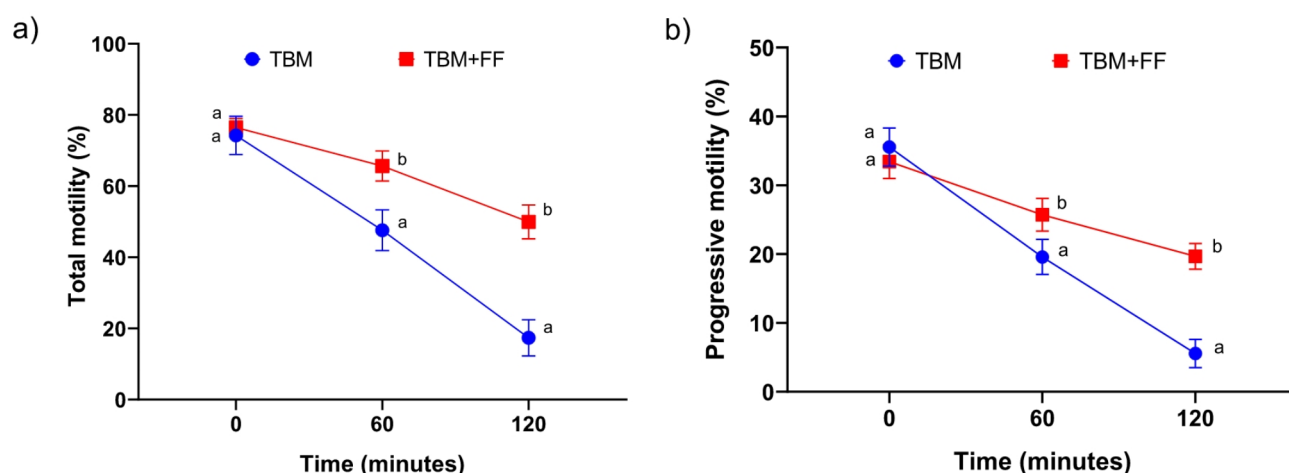 a)
TBM TBM+FF
Total motility (%)
100
80
60
40
20
0
a
a
b
a
b
a
0 60 120
Time (minutes)
b)
TBM TBM+FF
Progressive motility (%)
50
40
30
20
10
0
a
a
b
a
b
a
0 60 120
Time (minutes)